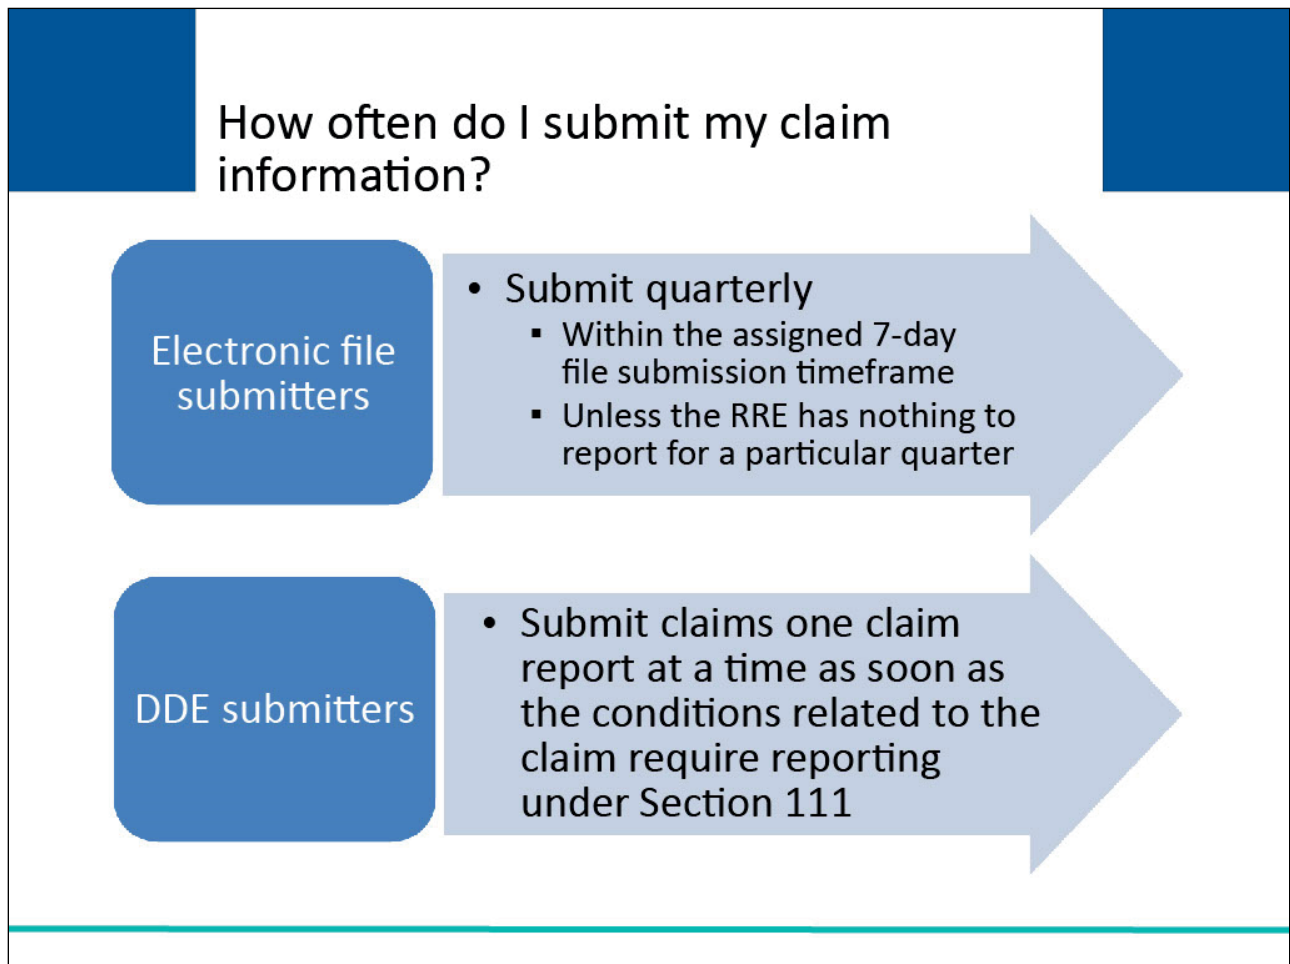 How often do I submit my claim
information?
Electronic file
submitters
• Submit quarterly
▪ Within the assigned 7-day
file submission timeframe
▪ Unless the RRE has nothing to
report for a particular quarter
DDE submitters
• Submit claims one claim
report at a time as soon as
the conditions related to the
claim require reporting
under Section 111